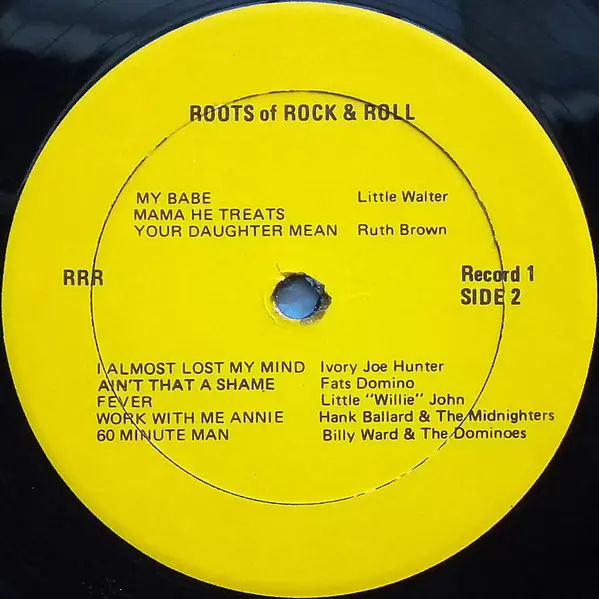 ROOTS of ROCK & ROLL
MY BABE Little Walter
MAMA HE TREATS
YOUR DAUGHTER MEAN Ruth Brown
RRR
Record 1
SIDE 2
I ALMOST LOST MY MIND Ivory Joe Hunter
AIN'T THAT A SHAME Fats Domino
FEVER Little "Willie" John
WORK WITH ME ANNIE Hank Ballard & The Midnighters
60 MINUTE MAN Billy Ward & The Dominoes